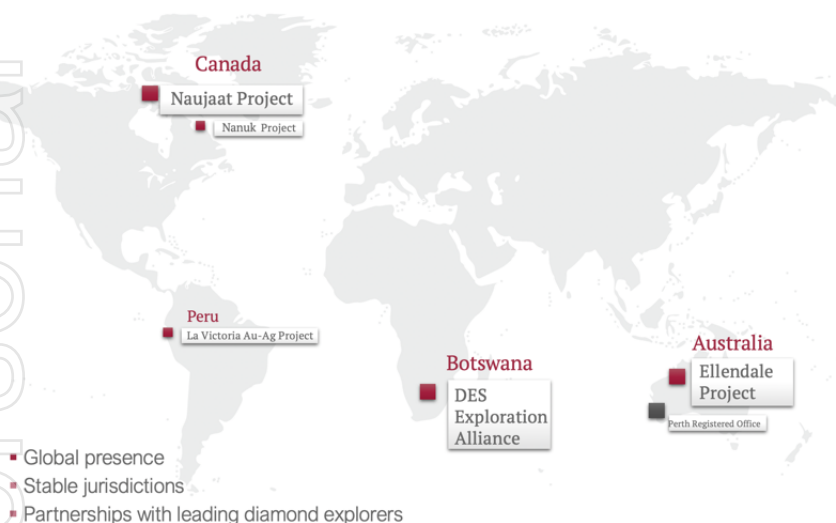 Canada
Naujaat Project
Nanuk Project
Peru
La Victoria Au-Ag Project
Botswana
DES
Exploration
Alliance
Australia
Ellendale
Project
Perth Registered Office
Global presence
Stable jurisdictions
Partnerships with leading diamond explorers